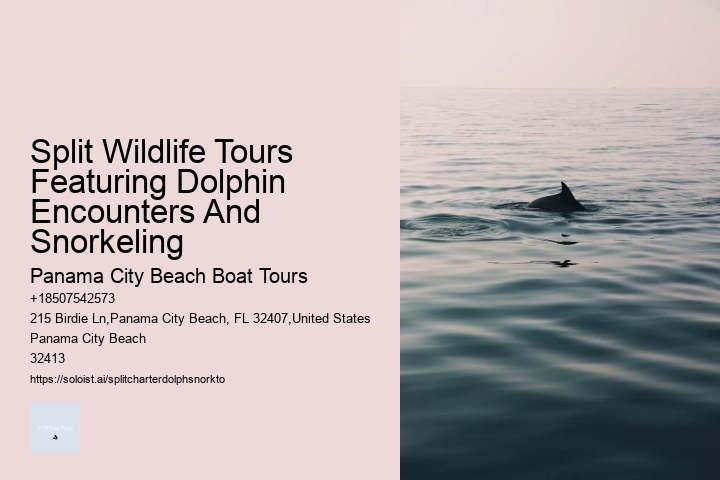 Split Wildlife Tours
Featuring Dolphin
Encounters And
Snorkeling
Panama City Beach Boat Tours
+18507542573
215 Birdie Ln,Panama City Beach, FL 32407,United States
Panama City Beach
32413
https://soloist.ai/splitcharterdolphsnorkto